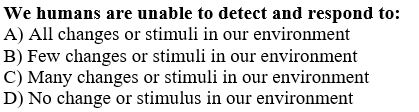 We humans are unable to detect and respond to:
A) All changes or stimuli in our environment
B) Few changes or stimuli in our environment
C) Many changes or stimuli in our environment
D) No change or stimulus in our environment